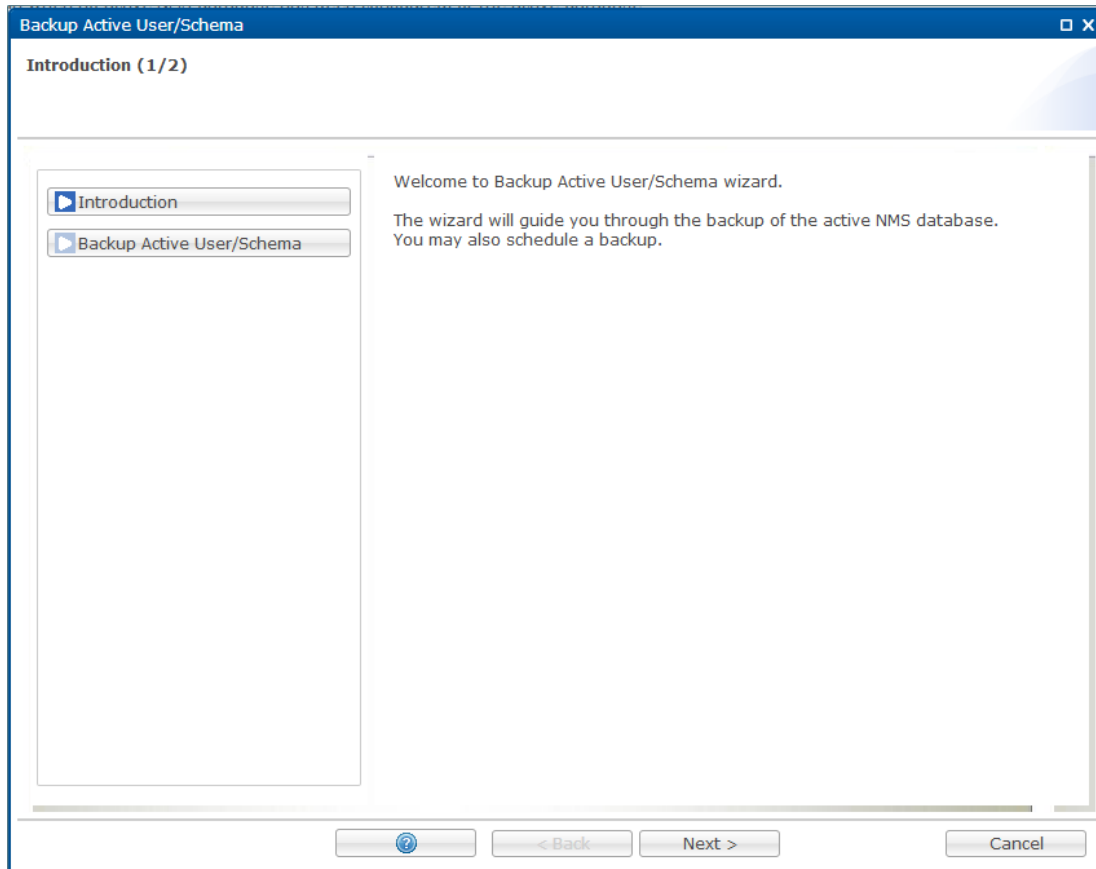 Backup Active User/Schema
Introduction (1/2)
Introduction
Backup Active User/Schema
Welcome to Backup Active User/Schema wizard.
The wizard will guide you through the backup of the active NMS database.
You may also schedule a backup.
< Back
Next >
Cancel